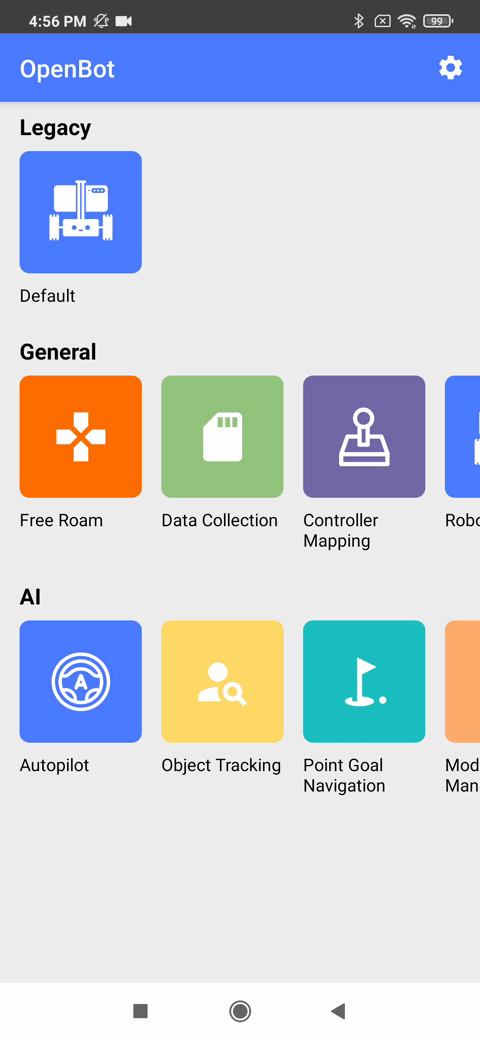 4:56 PM 99
OpenBot
Legacy
Default
General
Free Roam Data Collection Controller Robo
Mapping
AI
A
Autopilot Object Tracking Point Goal Mod
Navigation Man